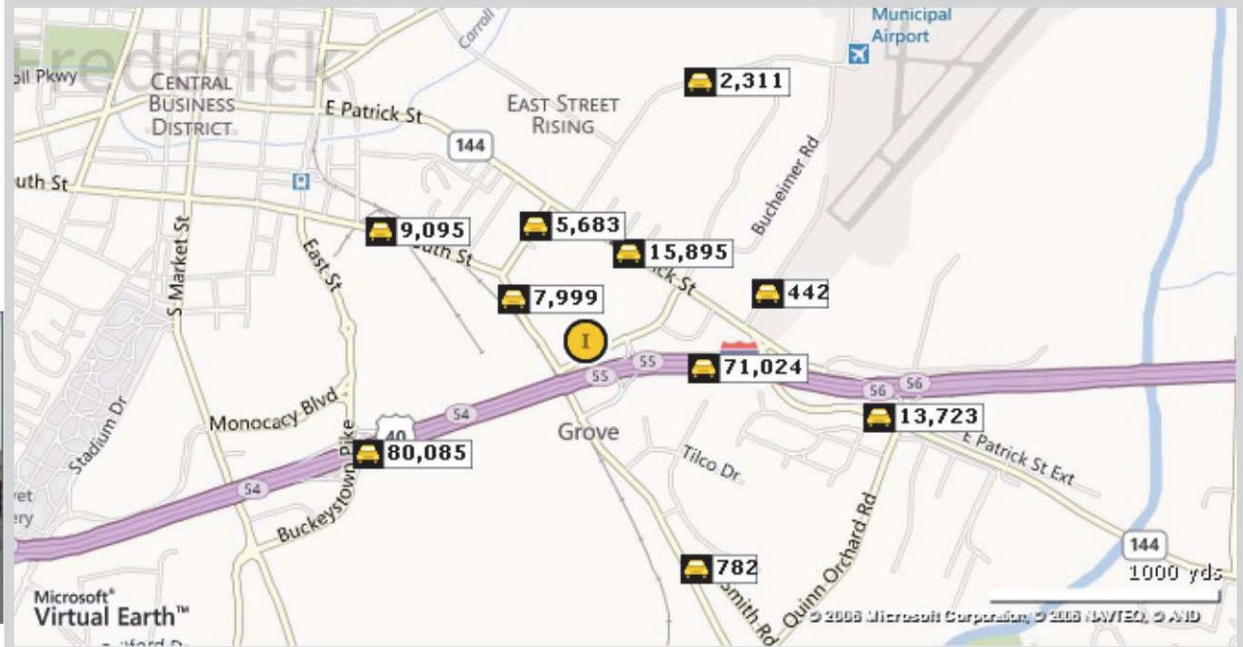 Frederick
Municipal
Airport
Carroll
Pkwy
CENTRAL
BUSINESS
DISTRICT
E Patrick St
EAST STREET
RISING
2,311
144
Bucheimer Rd
uth St
9,095
uth St
5,683
15,895
ick St
S Market St
East St
7,999
442
I
55
55
71,024
56
56
Monocacy Blvd
54
40
Grove
13,723
Stadium Dr
80,085
Tilco Dr
E Patrick St Ext
54
Buckeystown Pike
Quinn Orchard Rd
144
782
Smith Rd
1000 yds
Microsoft®
Virtual Earth™
© 2006 Microsoft Corporation, © 2006 NAVTEQ, © AND